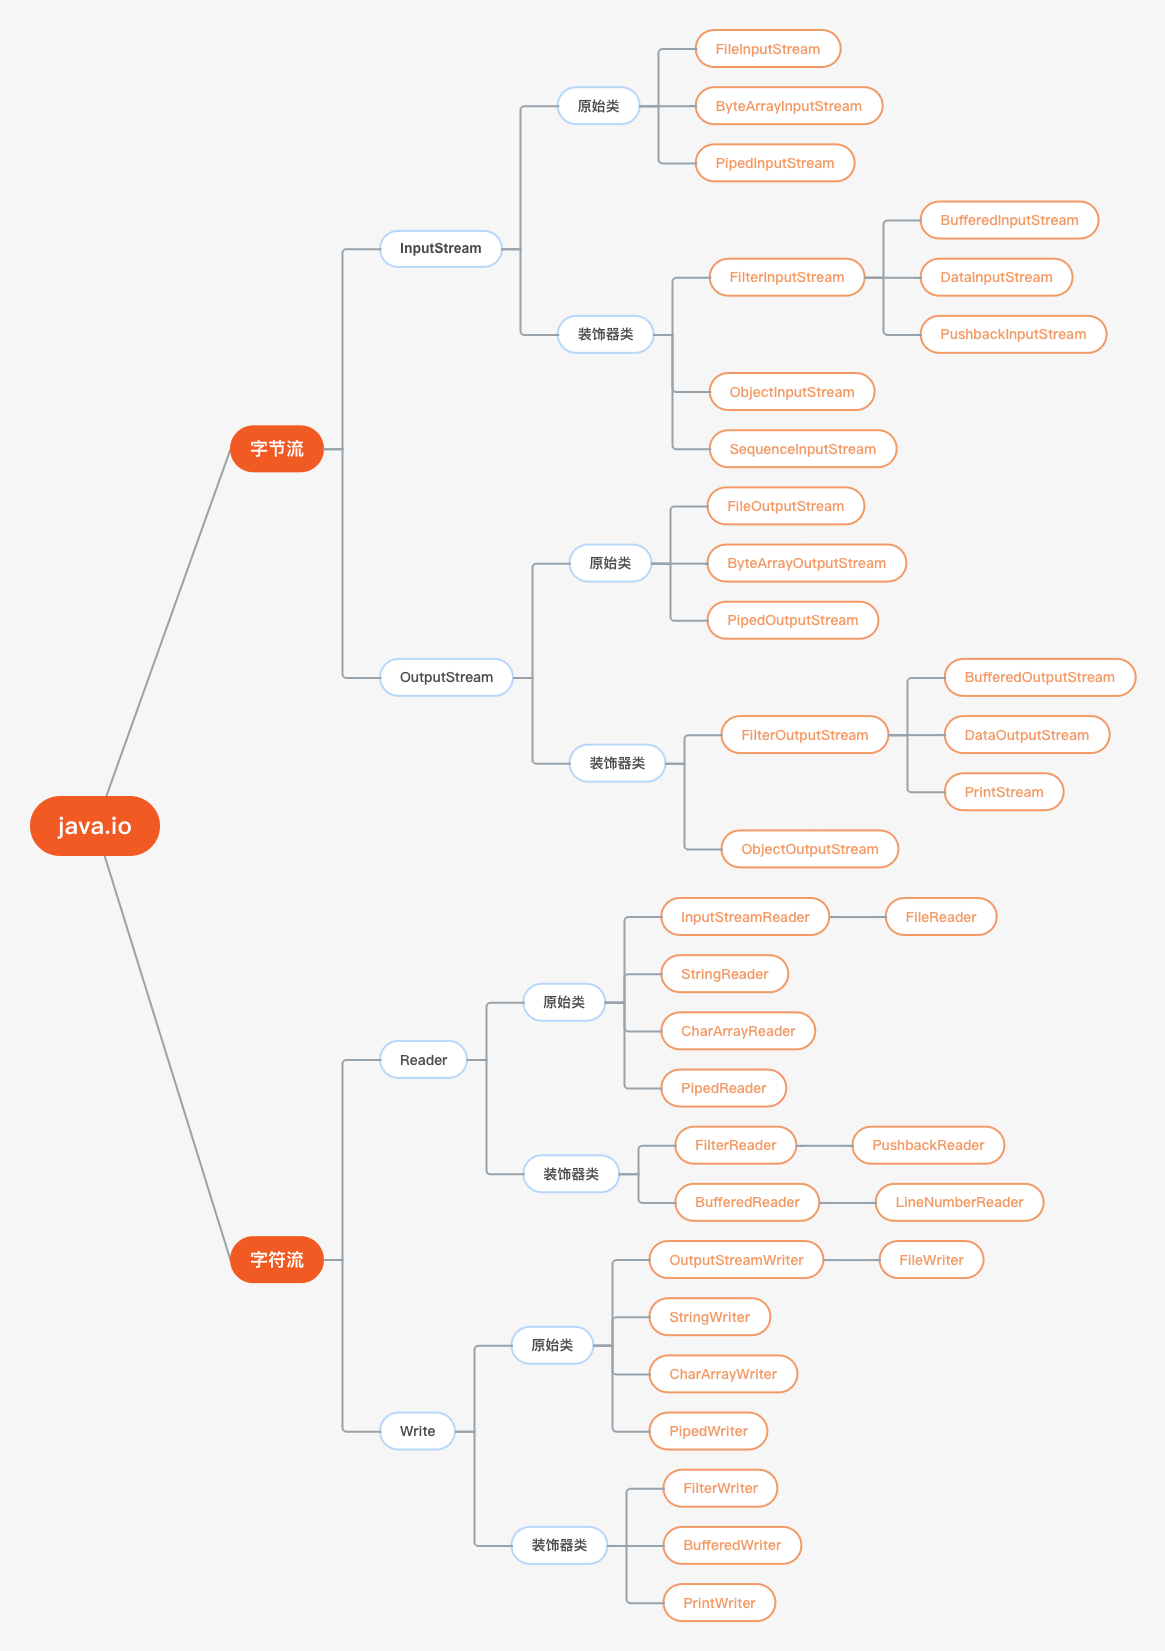 java.io
字节流
InputStream
原始类
FileInputStream
ByteArrayInputStream
PipedInputStream
装饰器类
FilterInputStream
BufferedInputStream
DataInputStream
PushbackInputStream
ObjectInputStream
SequenceInputStream
OutputStream
原始类
FileOutputStream
ByteArrayOutputStream
PipedOutputStream
装饰器类
FilterOutputStream
BufferedOutputStream
DataOutputStream
PrintStream
ObjectOutputStream
字符流
Reader
原始类
InputStreamReader
FileReader
StringReader
CharArrayReader
PipedReader
装饰器类
FilterReader
PushbackReader
BufferedReader
LineNumberReader
Write
原始类
OutputStreamWriter
FileWriter
StringWriter
CharArrayWriter
PipedWriter
装饰器类
FilterWriter
BufferedWriter
PrintWriter